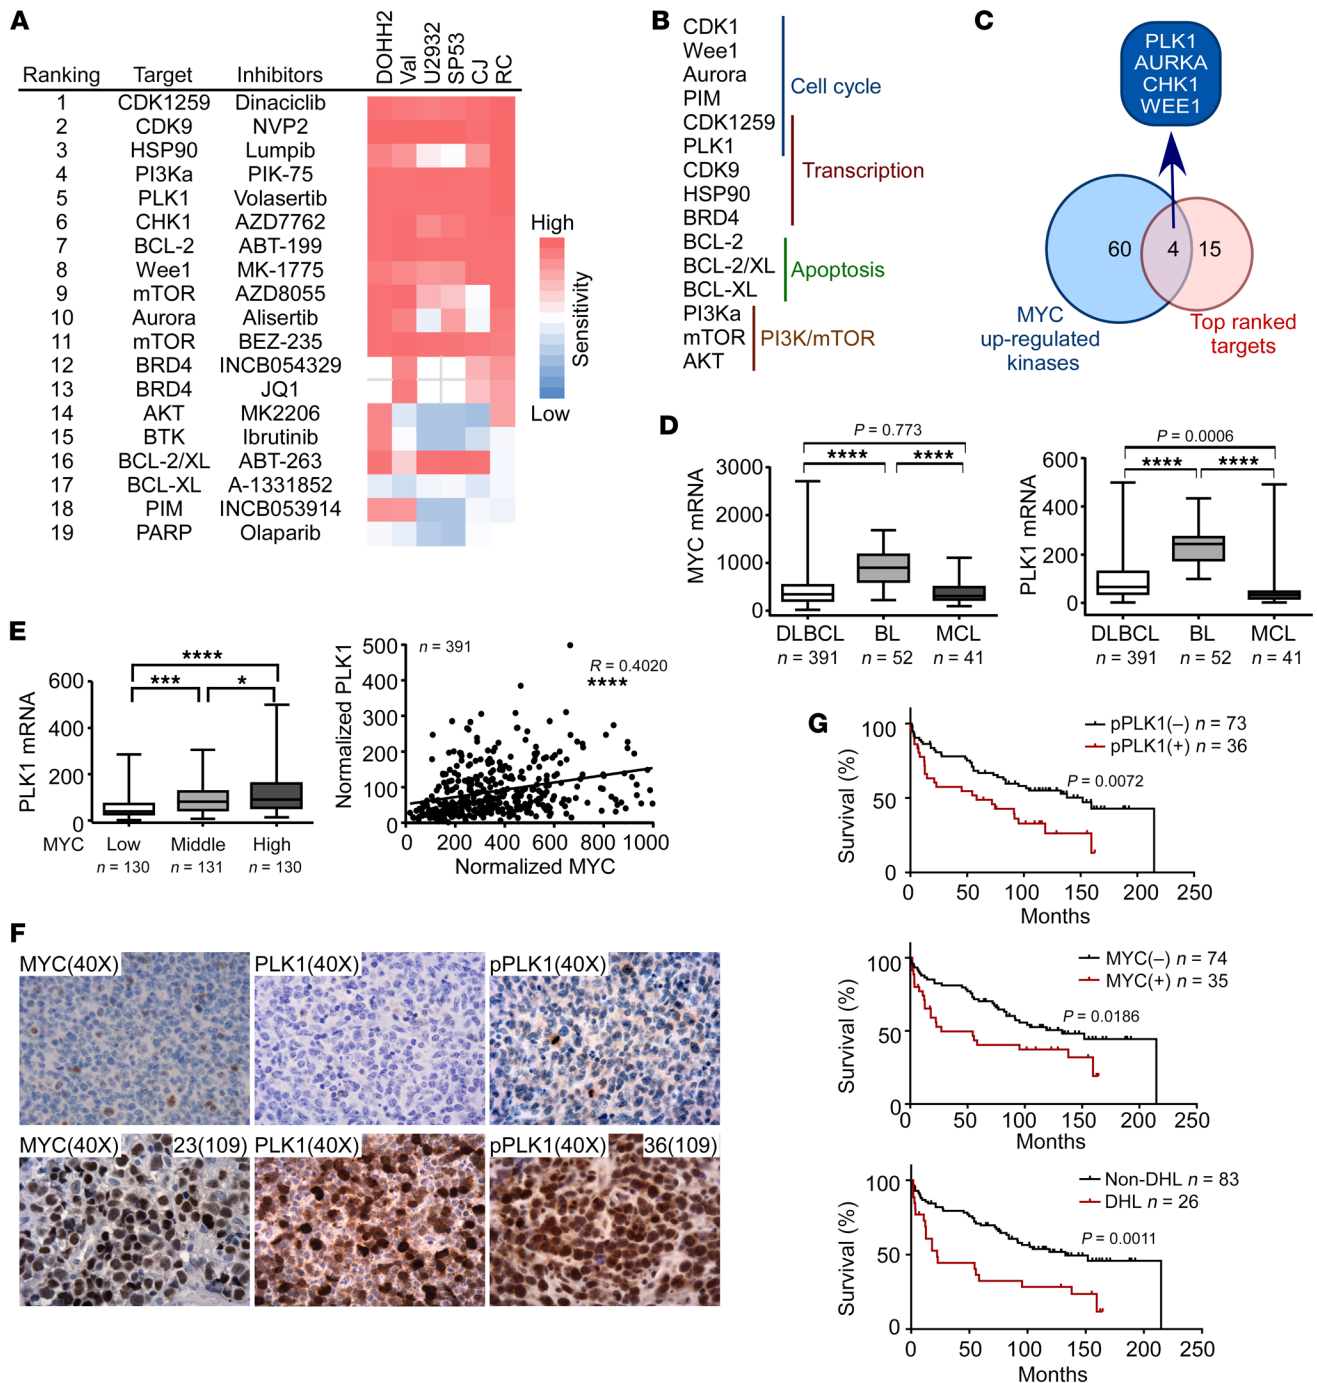 A
Ranking Target Inhibitors DOHH2 Val U2932 SP53 CJ RC
1 CDK1259 Dinaciclib
2 CDK9 NVP2
3 HSP90 Lumpib
4 PI3Ka PIK-75
5 PLK1 Volasertib
6 CHK1 AZD7762
7 BCL-2 ABT-199
8 Wee1 MK-1775
9 mTOR AZD8055
10 Aurora Alisertib
11 mTOR BEZ-235
12 BRD4 INCB054329
13 BRD4 JQ1
14 AKT MK2206
15 BTK Ibrutinib
16 BCL-2/XL ABT-263
17 BCL-XL A-1331852
18 PIM INCB053914
19 PARP Olaparib
High
Sensitivity
Low
B
CDK1
Wee1
Aurora
PIM
CDK1259
PLK1
CDK9
HSP90
BRD4
BCL-2
BCL-2/XL
BCL-XL
PI3Ka
mTOR
AKT
Cell cycle
Transcription
Apoptosis
PI3K/mTOR
C
PLK1
AURKA
CHK1
WEE1
60 4 15
MYC
up-regulated
kinases
Top ranked
targets
D
MYC mRNA
3000
2000
1000
0
P = 0.773
**** ****
DLBCL BL MCL
n = 391 n = 52 n = 41
PLK1 mRNA
600
400
200
0
P = 0.0006
**** ****
DLBCL BL MCL
n = 391 n = 52 n = 41
E
PLK1 mRNA
600
400
200
0
****
*** *
MYC Low Middle High
n = 130 n = 131 n = 130
Normalized PLK1
500
400
300
200
100
0
n = 391
R = 0.4020
****
0 200 400 600 800 1000
Normalized MYC
F
MYC(40X) PLK1(40X) pPLK1(40X)
MYC(40X) 23(109) PLK1(40X) pPLK1(40X) 36(109)
G
Survival (%)
100
50
0
pPLK1(–) n = 73
pPLK1(+) n = 36
P = 0.0072
0 50 100 150 200 250
Months
Survival (%)
100
50
0
MYC(–) n = 74
MYC(+) n = 35
P = 0.0186
0 50 100 150 200 250
Months
Survival (%)
100
50
0
Non-DHL n = 83
DHL n = 26
P = 0.0011
0 50 100 150 200 250
Months